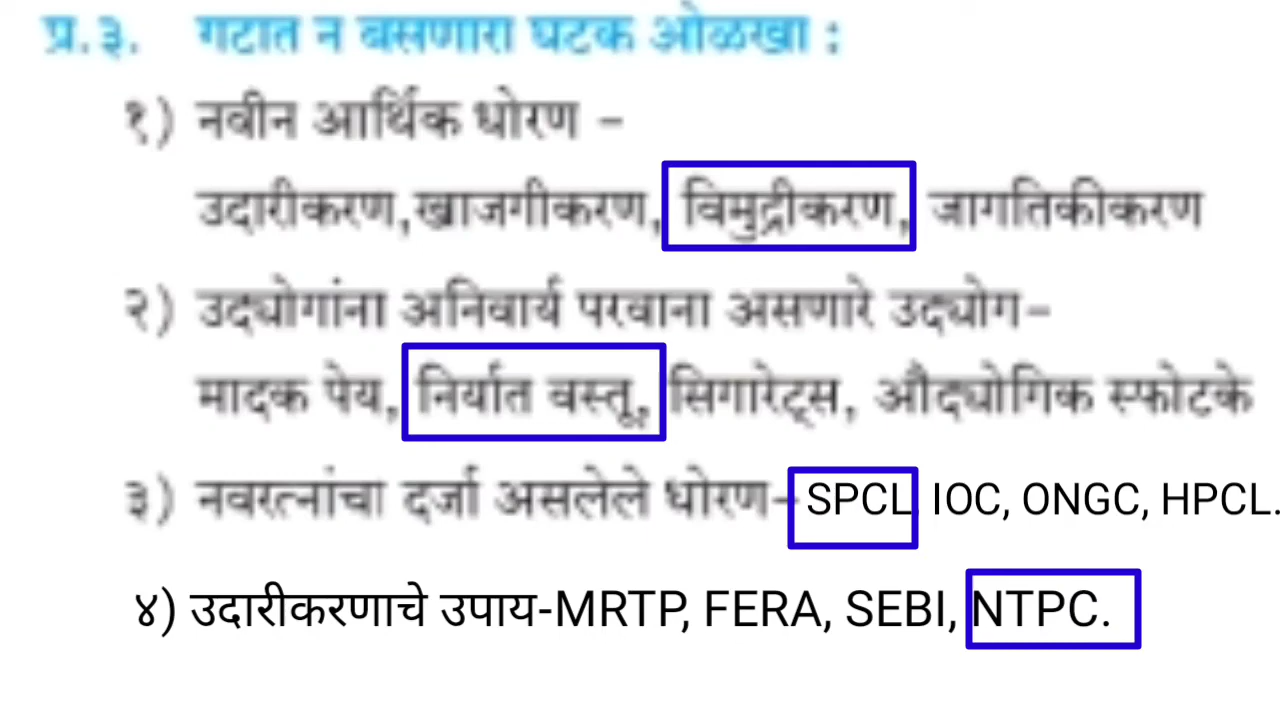 प्र.३. गटात न बसणारा घटक ओळखा :
१) नवीन आर्थिक धोरण –
उदारीकरण,खाजगीकरण, विमुद्रीकरण, जागतिकीकरण
२) उद्योगांना अनिवार्य परवाना असणारे उद्योग–
मादक पेय, निर्यात वस्तू, सिगारेट्स, औद्योगिक स्फोटके
३) नवरत्नांचा दर्जा असलेले धोरण- SPCL, IOC, ONGC, HPCL.
४) उदारीकरणाचे उपाय-MRTP, FERA, SEBI, NTPC.